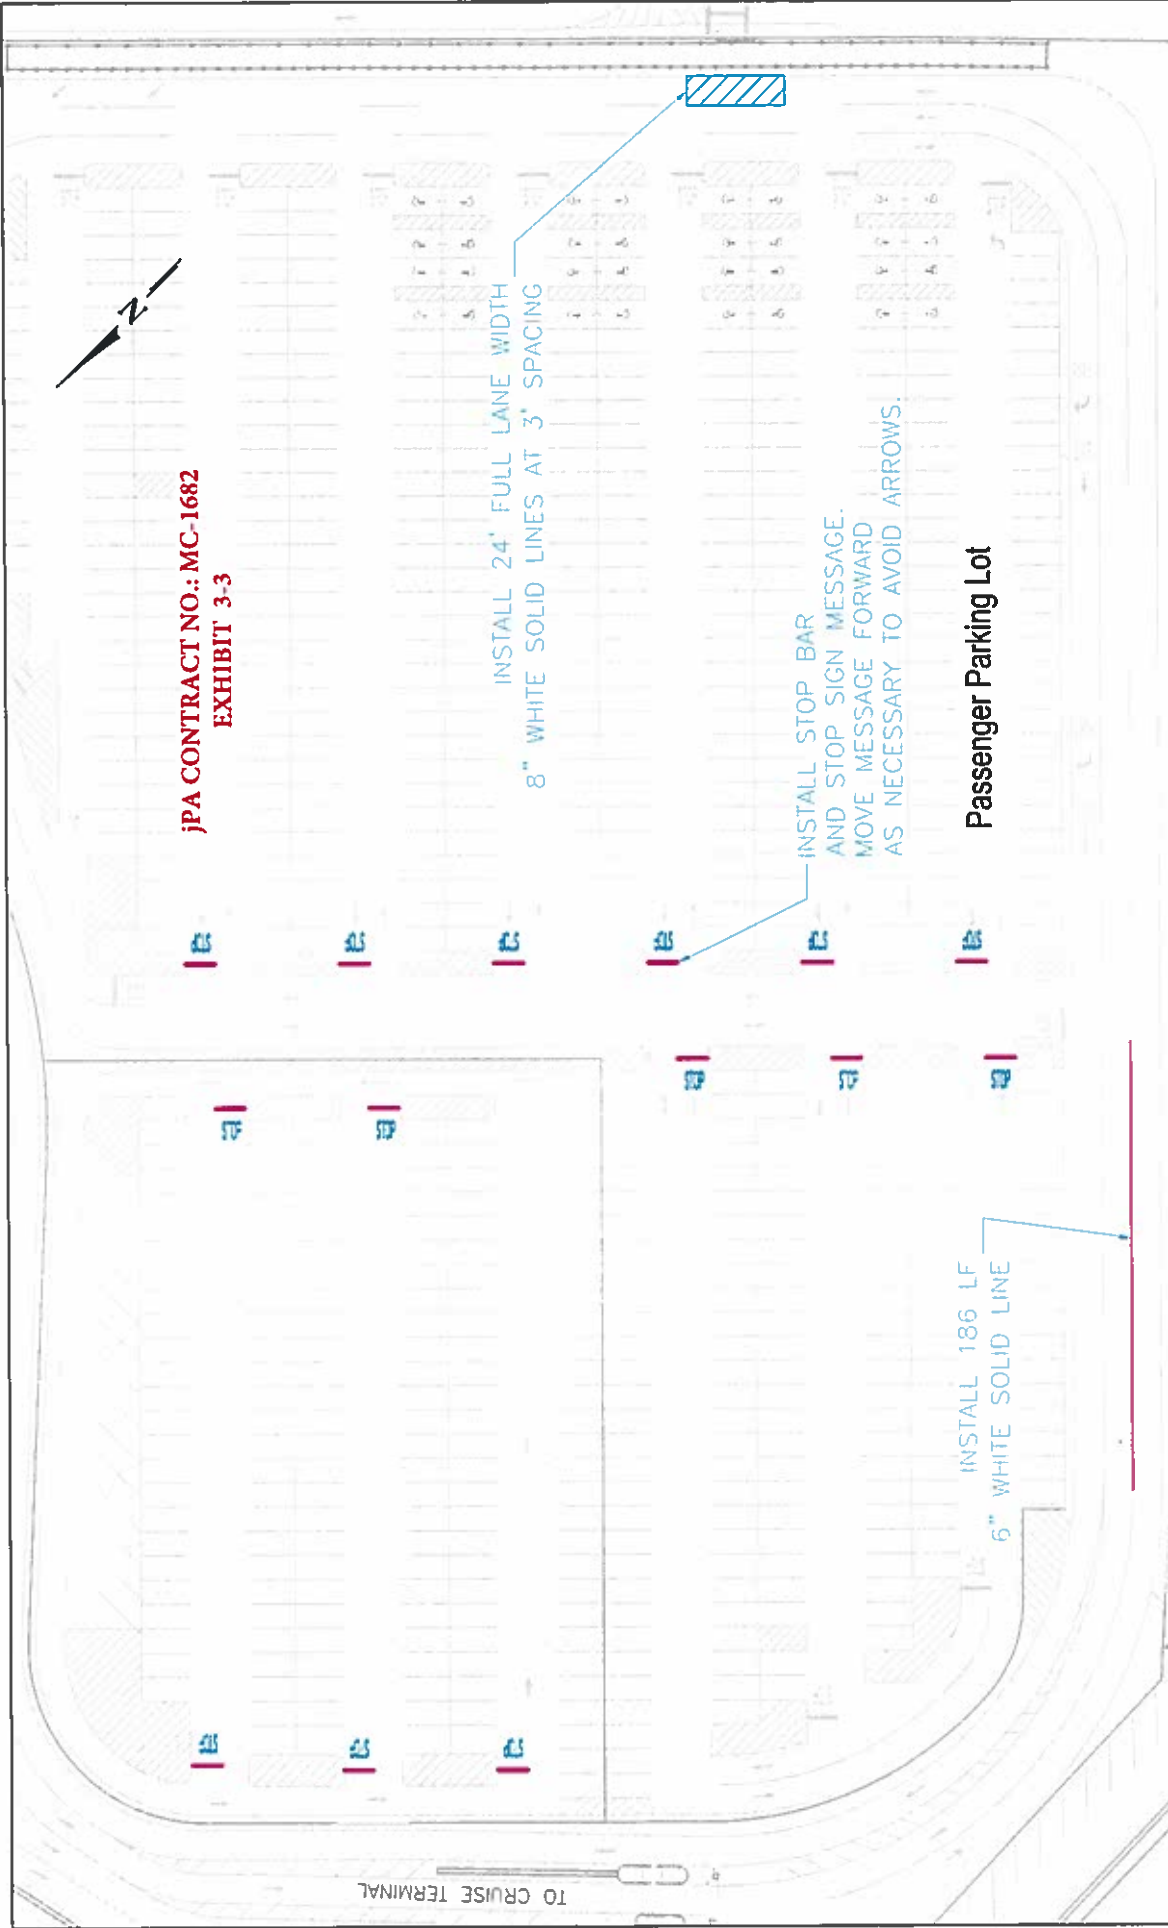 jPA CONTRACT NO.: MC-1682
EXHIBIT 3-3
N
INSTALL 24' FULL LANE WIDTH
8" WHITE SOLID LINES AT 3' SPACING
INSTALL STOP BAR
AND STOP SIGN MESSAGE.
MOVE MESSAGE FORWARD
AS NECESSARY TO AVOID ARROWS.
Passenger Parking Lot
STOP
STOP
STOP
STOP
STOP
STOP
STOP
STOP
STOP
STOP
STOP
INSTALL 186 LF
6" WHITE SOLID LINE
STOP
STOP
STOP
TO CRUISE TERMINAL